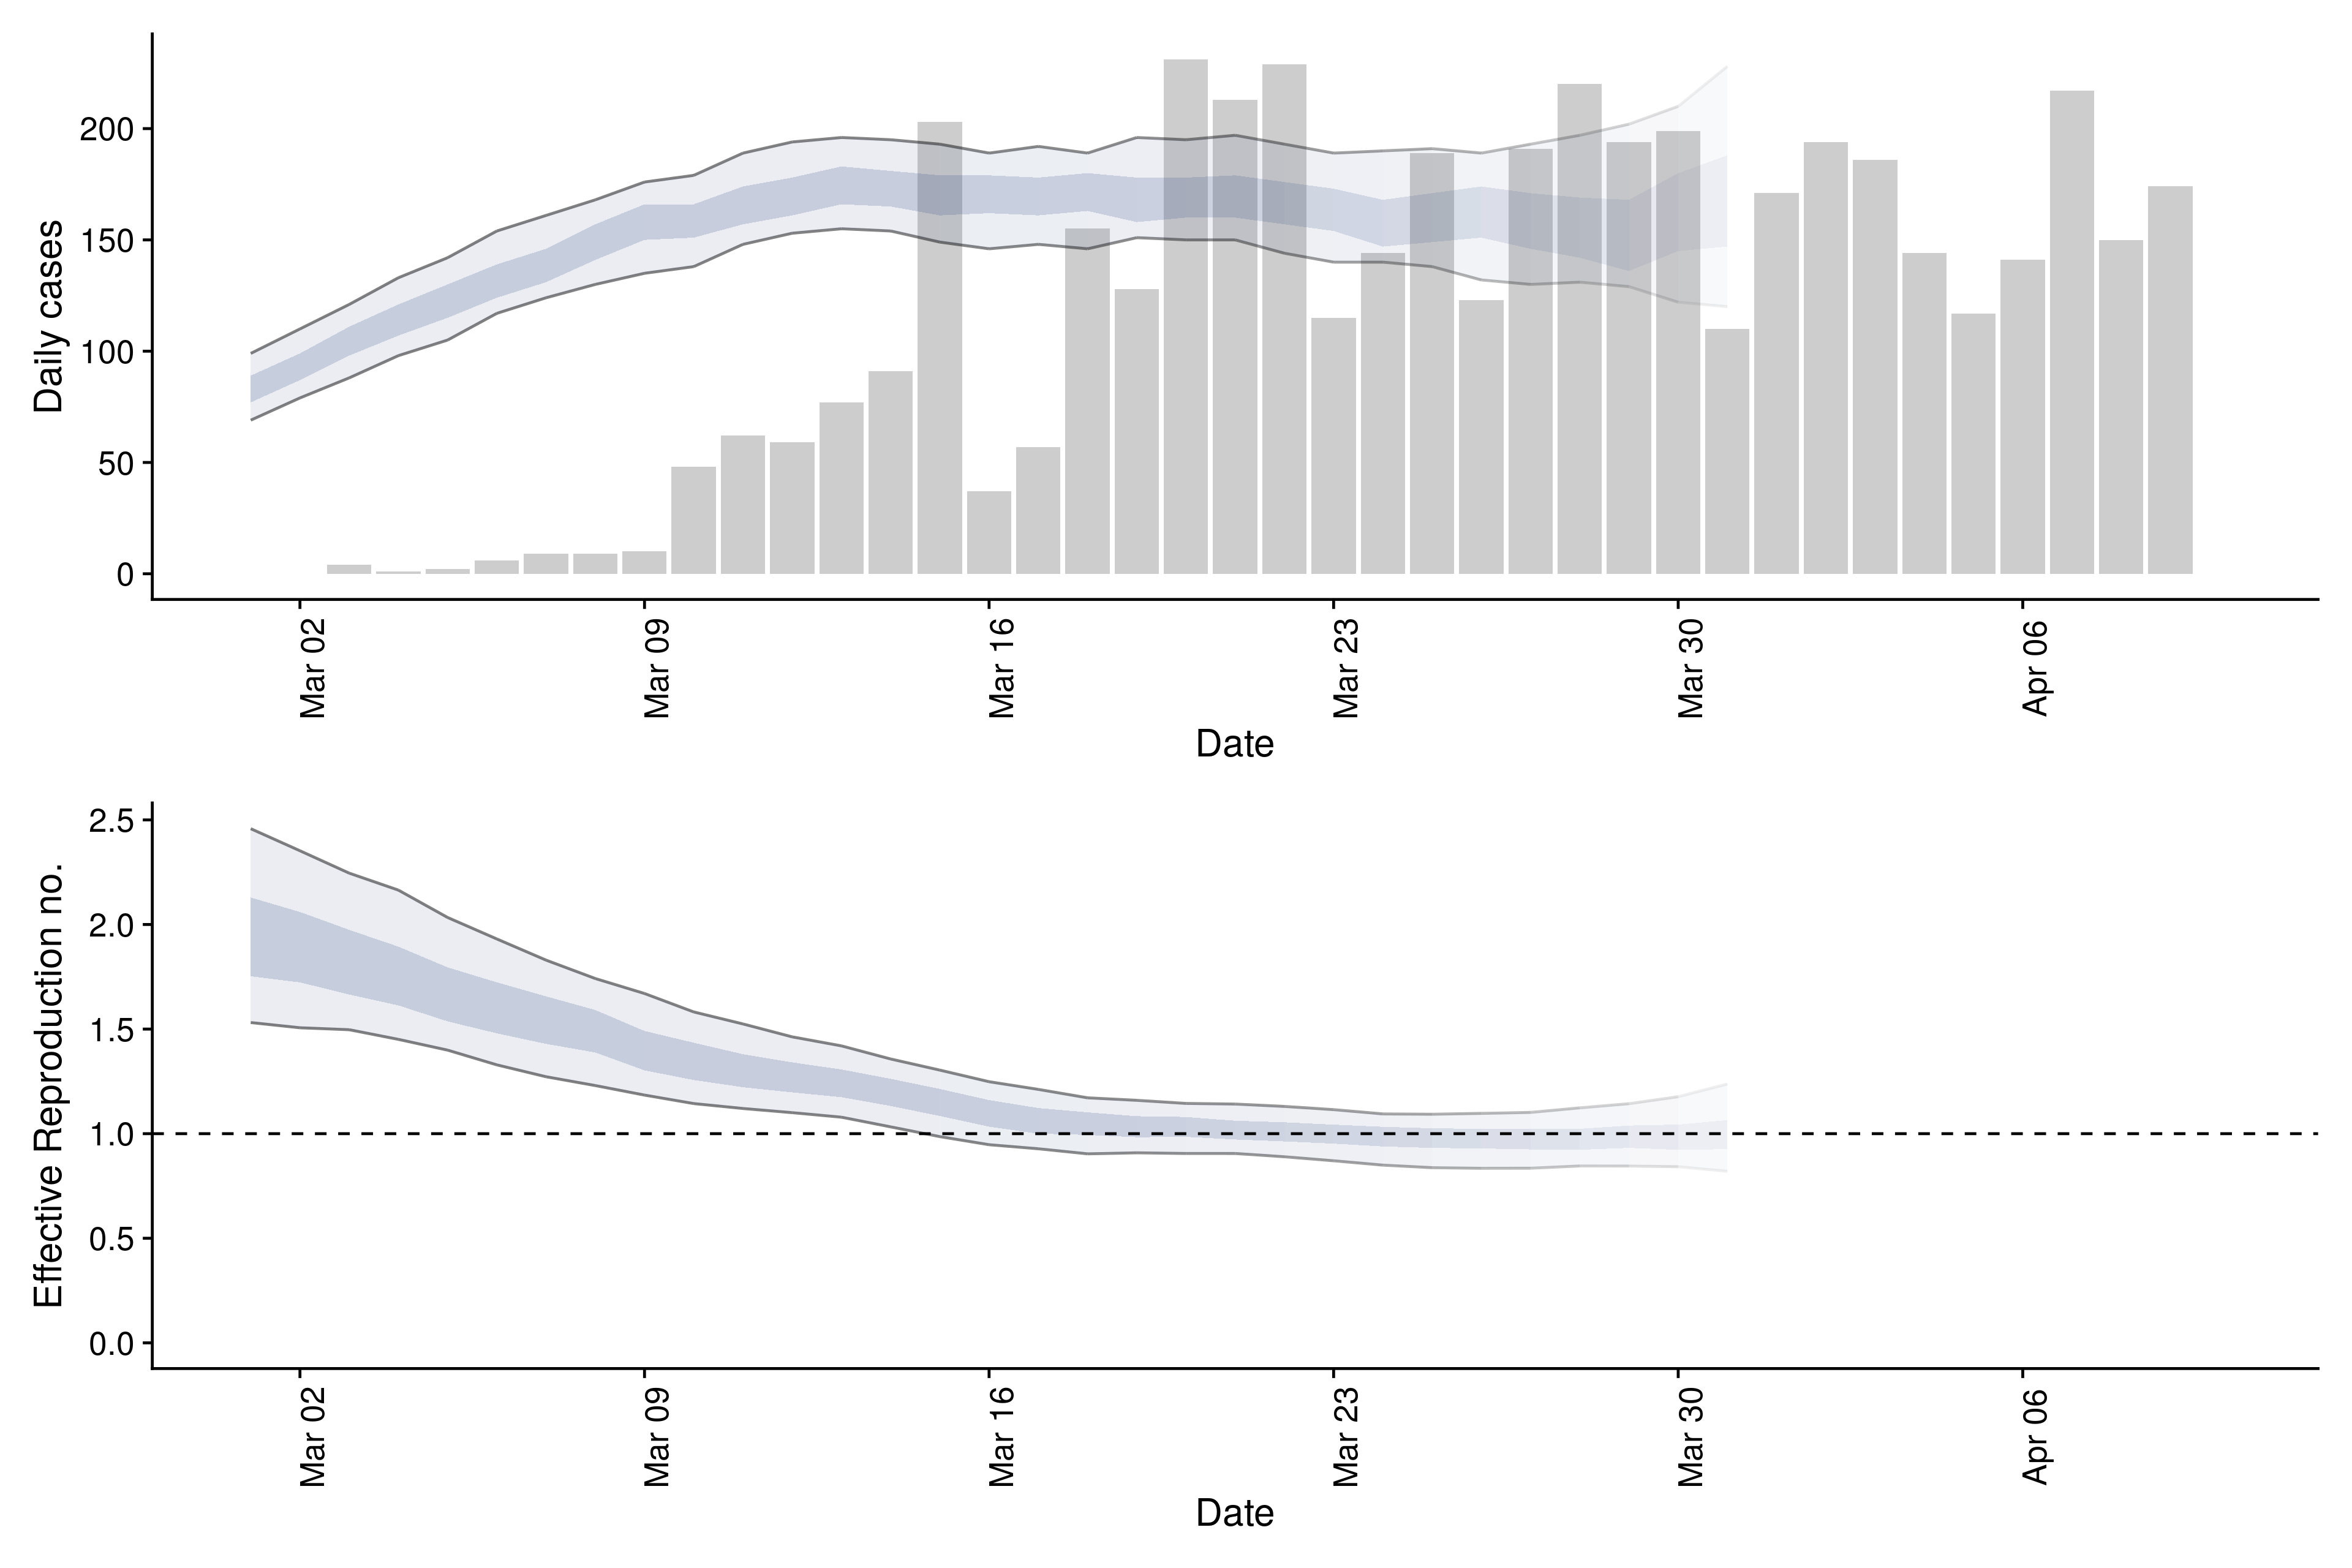 Daily cases
200
150
100
50
0
Mar 02
Mar 09
Mar 16
Mar 23
Mar 30
Apr 06
Date
Effective Reproduction no.
2.5
2.0
1.5
1.0
0.5
0.0
Mar 02
Mar 09
Mar 16
Mar 23
Mar 30
Apr 06
Date